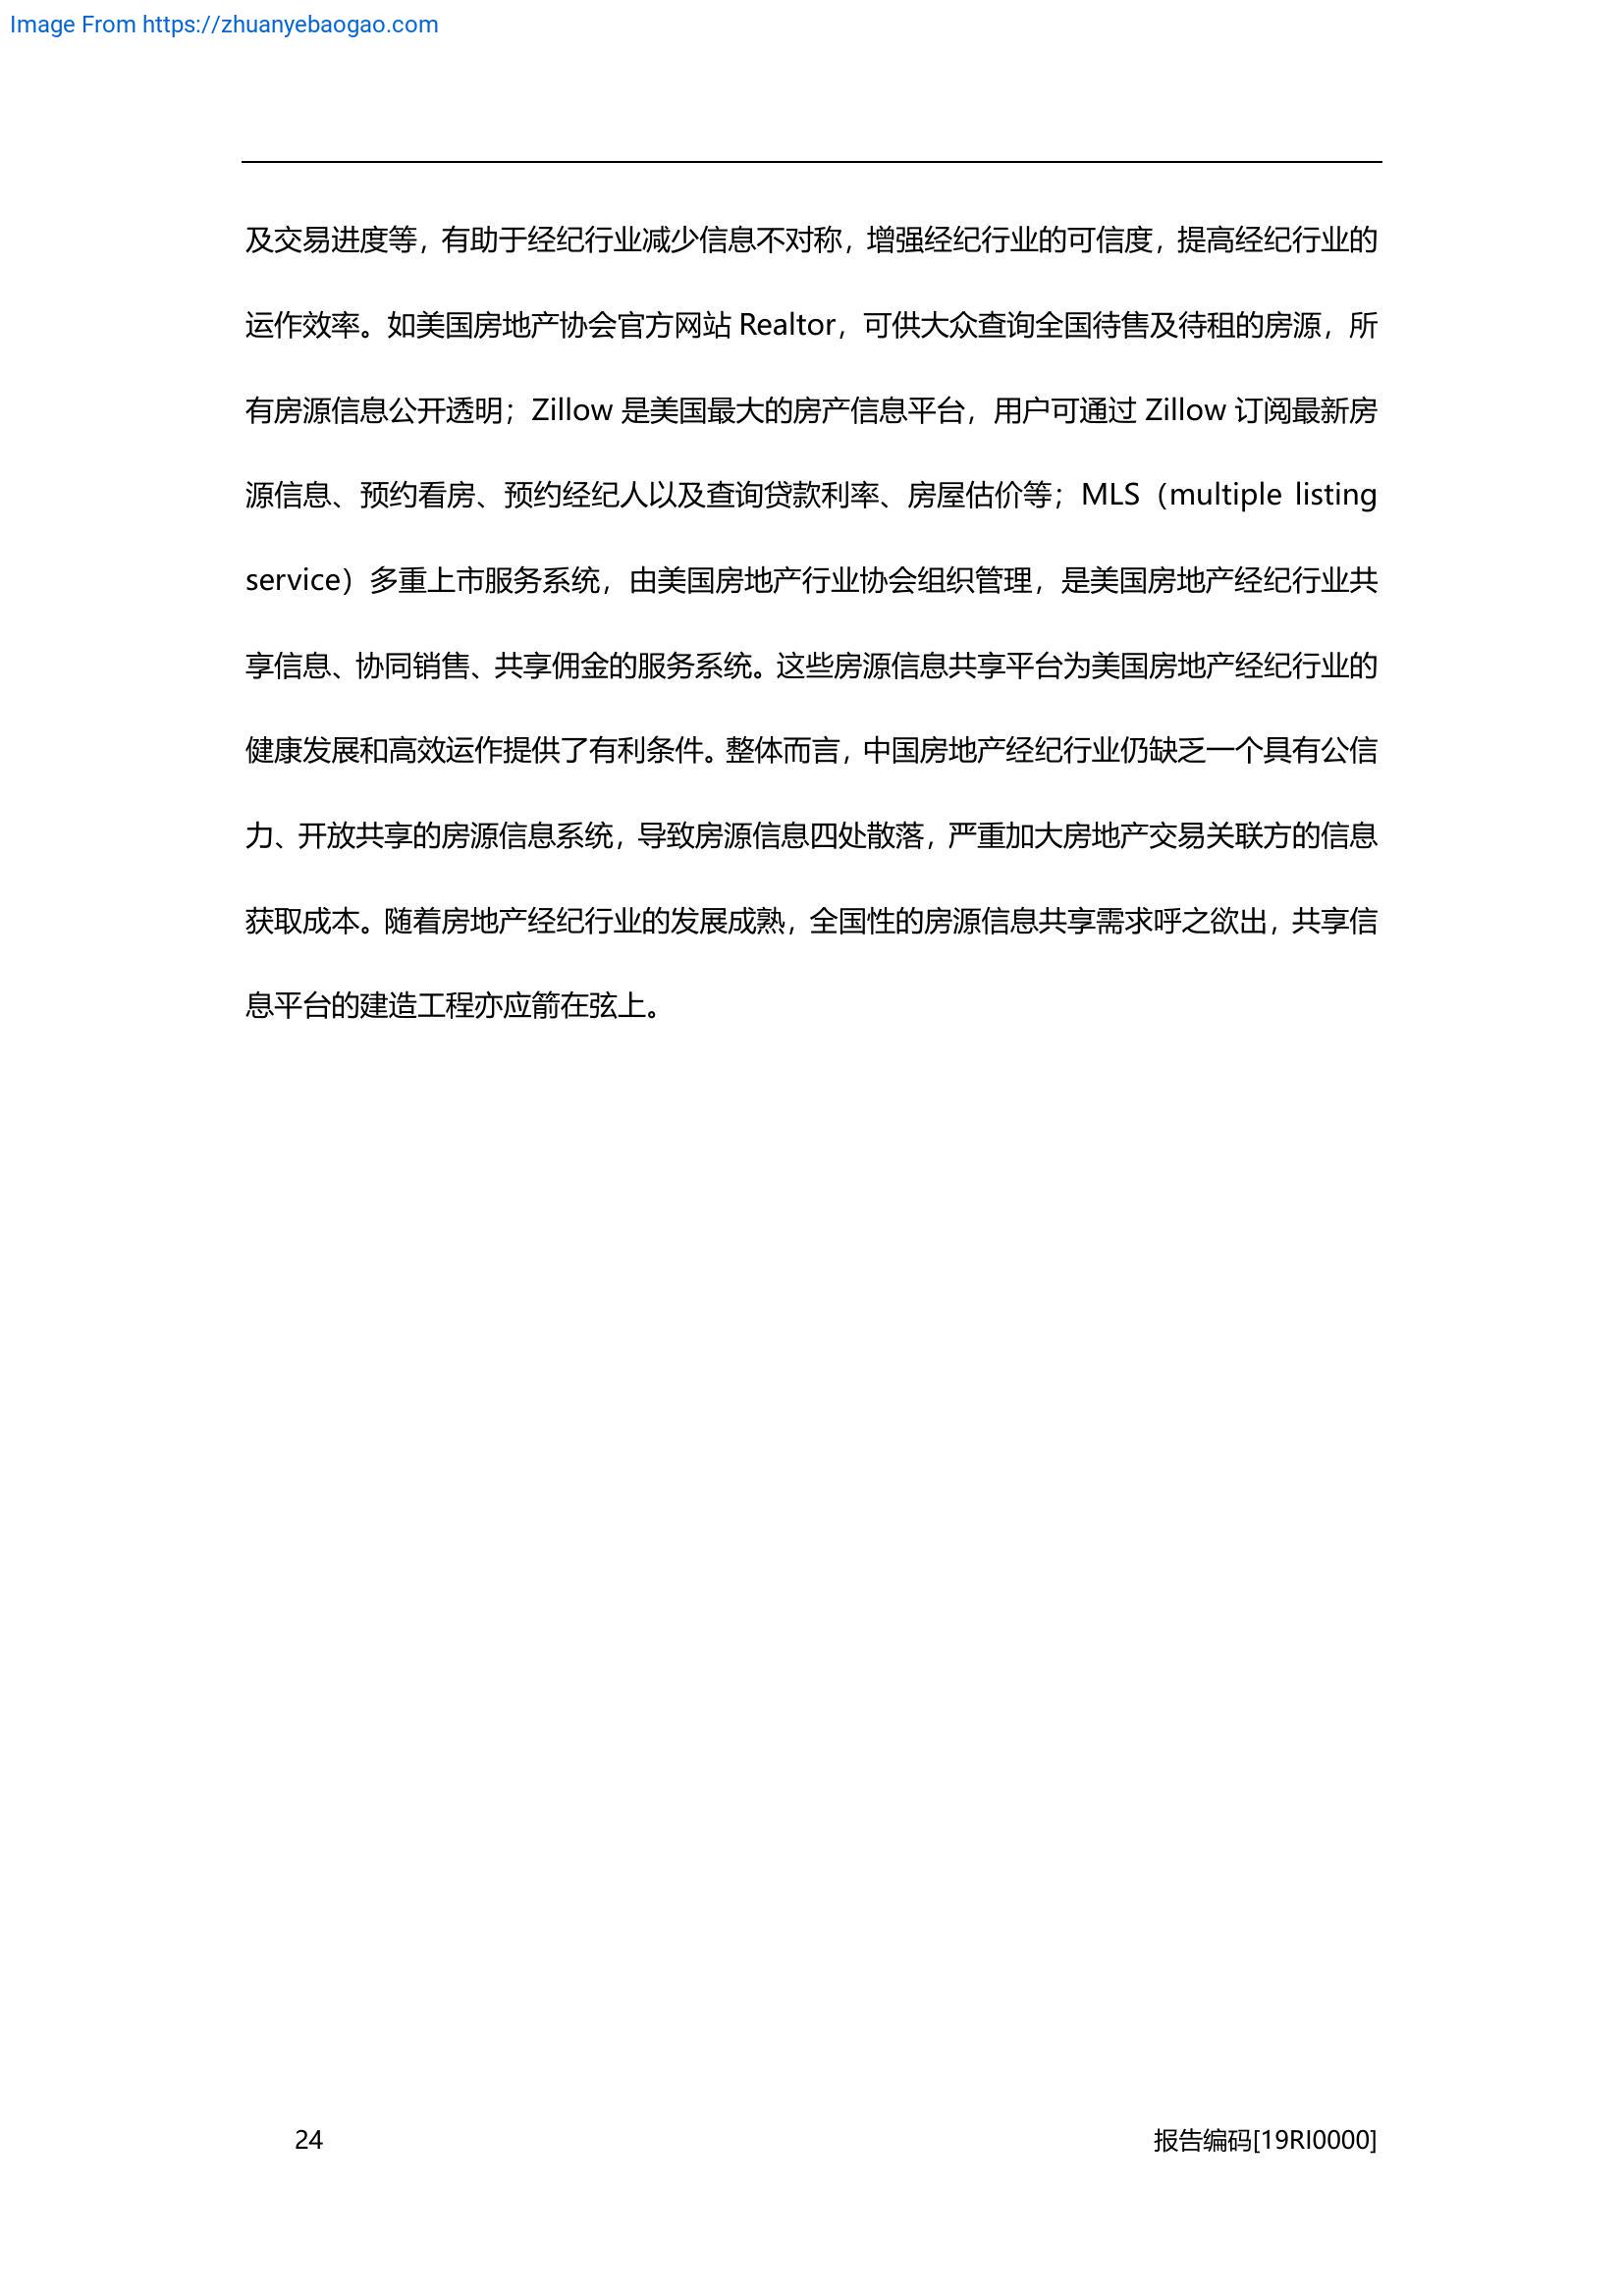 Image From https://zhuanyebaogao.com
及交易进度等，有助于经纪行业减少信息不对称，增强经纪行业的可信度，提高经纪行业的
运作效率。如美国房地产协会官方网站 Realtor，可供大众查询全国待售及待租的房源，所
有房源信息公开透明；Zillow 是美国最大的房产信息平台，用户可通过 Zillow 订阅最新房
源信息、预约看房、预约经纪人以及查询贷款利率、房屋估价等；MLS（multiple listing
service）多重上市服务系统，由美国房地产行业协会组织管理，是美国房地产经纪行业共
享信息、协同销售、共享佣金的服务系统。这些房源信息共享平台为美国房地产经纪行业的
健康发展和高效运作提供了有利条件。整体而言，中国房地产经纪行业仍缺乏一个具有公信
力、开放共享的房源信息系统，导致房源信息四处散落，严重加大房地产交易关联方的信息
获取成本。随着房地产经纪行业的发展成熟，全国性的房源信息共享需求呼之欲出，共享信
息平台的建造工程亦应箭在弦上。
24 报告编码[19RI0000]